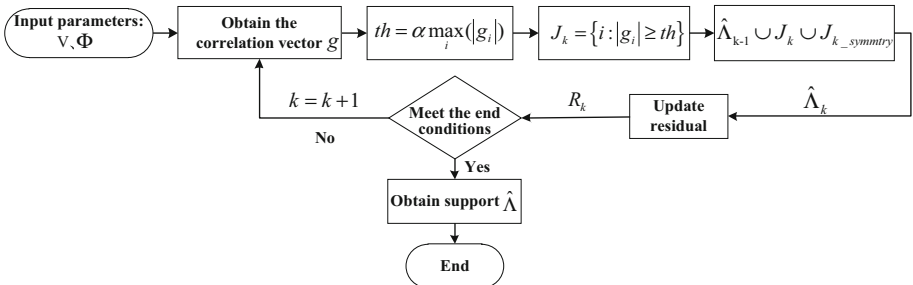 Input parameters:
V、Φ
Obtain the
correlation vector g
th = α max(|g_i|)
i
J_k = {i : |g_i| ≥ th}
Λ̂_k-1 ∪ J_k ∪ J_k_symmtry
k = k+1
No
Meet the end
conditions
R_k
Update
residual
Λ̂_k
Yes
Obtain support Λ̂
End